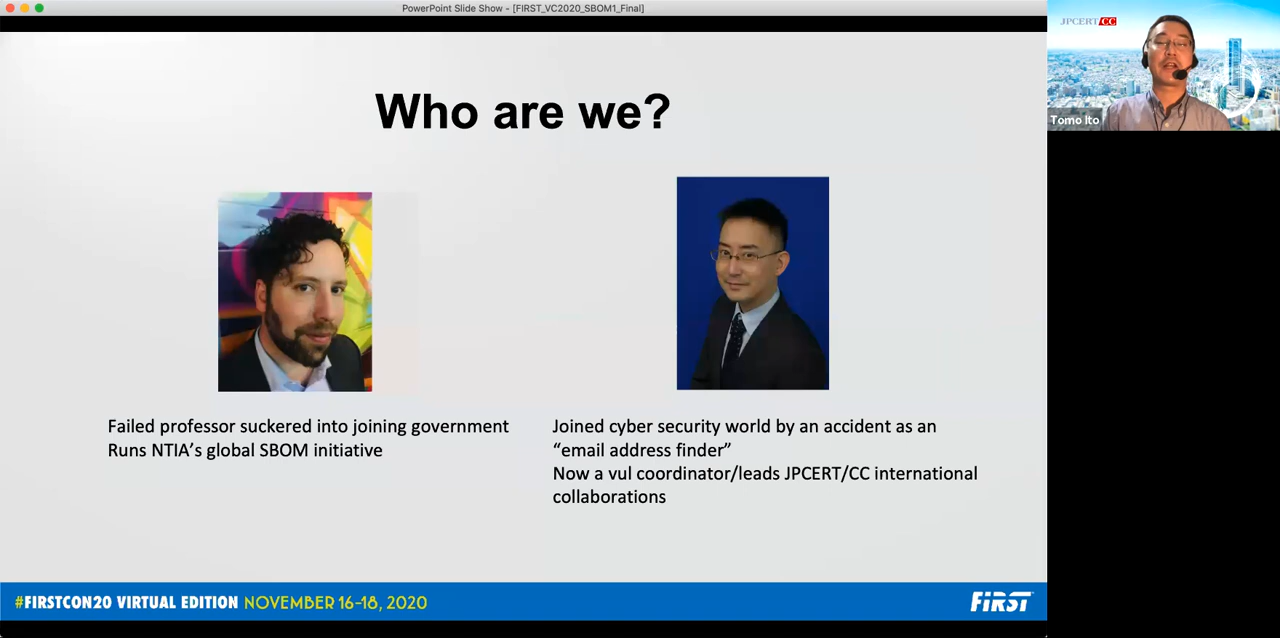 PowerPoint Slide Show - [FIRST_VC2020_SBOM1_Final]
JPCERT CC
Tomo Ito
Who are we?
Failed professor suckered into joining government
Runs NTIA's global SBOM initiative
Joined cyber security world by an accident as an
“email address finder”
Now a vul coordinator/leads JPCERT/CC international
collaborations
#FIRSTCON20 VIRTUAL EDITION NOVEMBER 16-18, 2020
FIRST